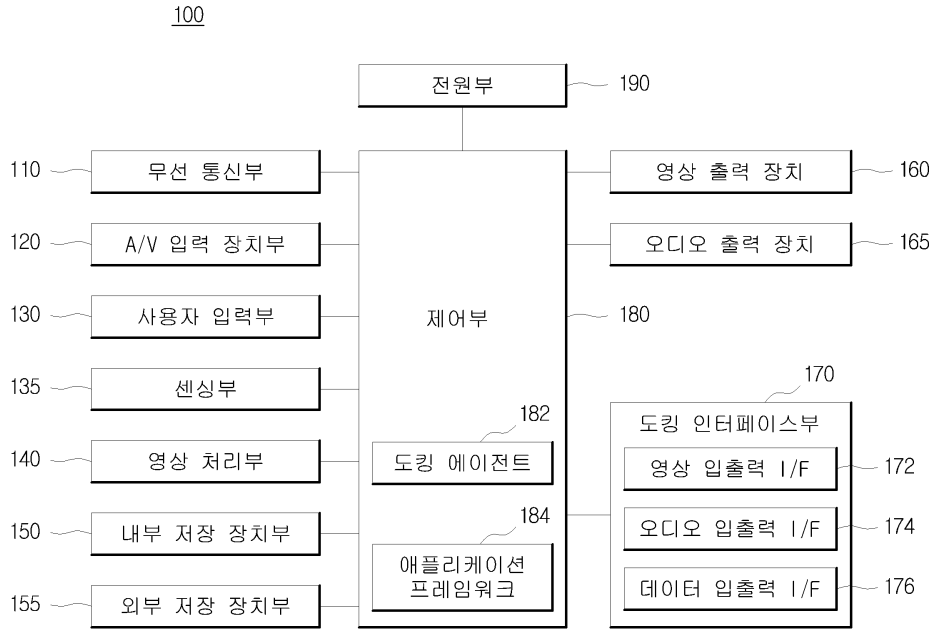 100
전원부
190
110
무선 통신부
영상 출력 장치
160
120
A/V 입력 장치부
오디오 출력 장치
165
130
사용자 입력부
제어부
180
135
센싱부
170
도킹 인터페이스부
182
140
영상 처리부
도킹 에이전트
영상 입출력 I/F
172
150
내부 저장 장치부
184
오디오 입출력 I/F
174
애플리케이션
프레임워크
155
외부 저장 장치부
데이터 입출력 I/F
176